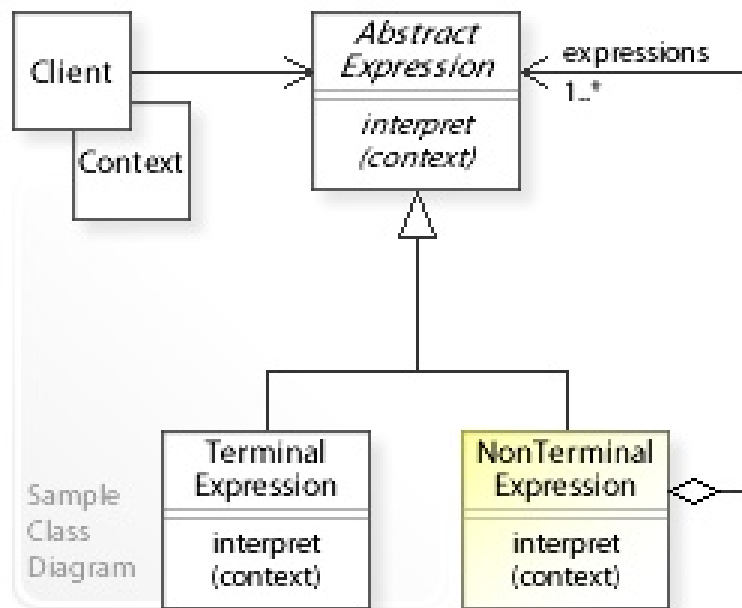 Client
Context
Abstract
Expression
interpret
(context)
expressions
1..*
Terminal
Expression
interpret
(context)
NonTerminal
Expression
interpret
(context)
Sample
Class
Diagram